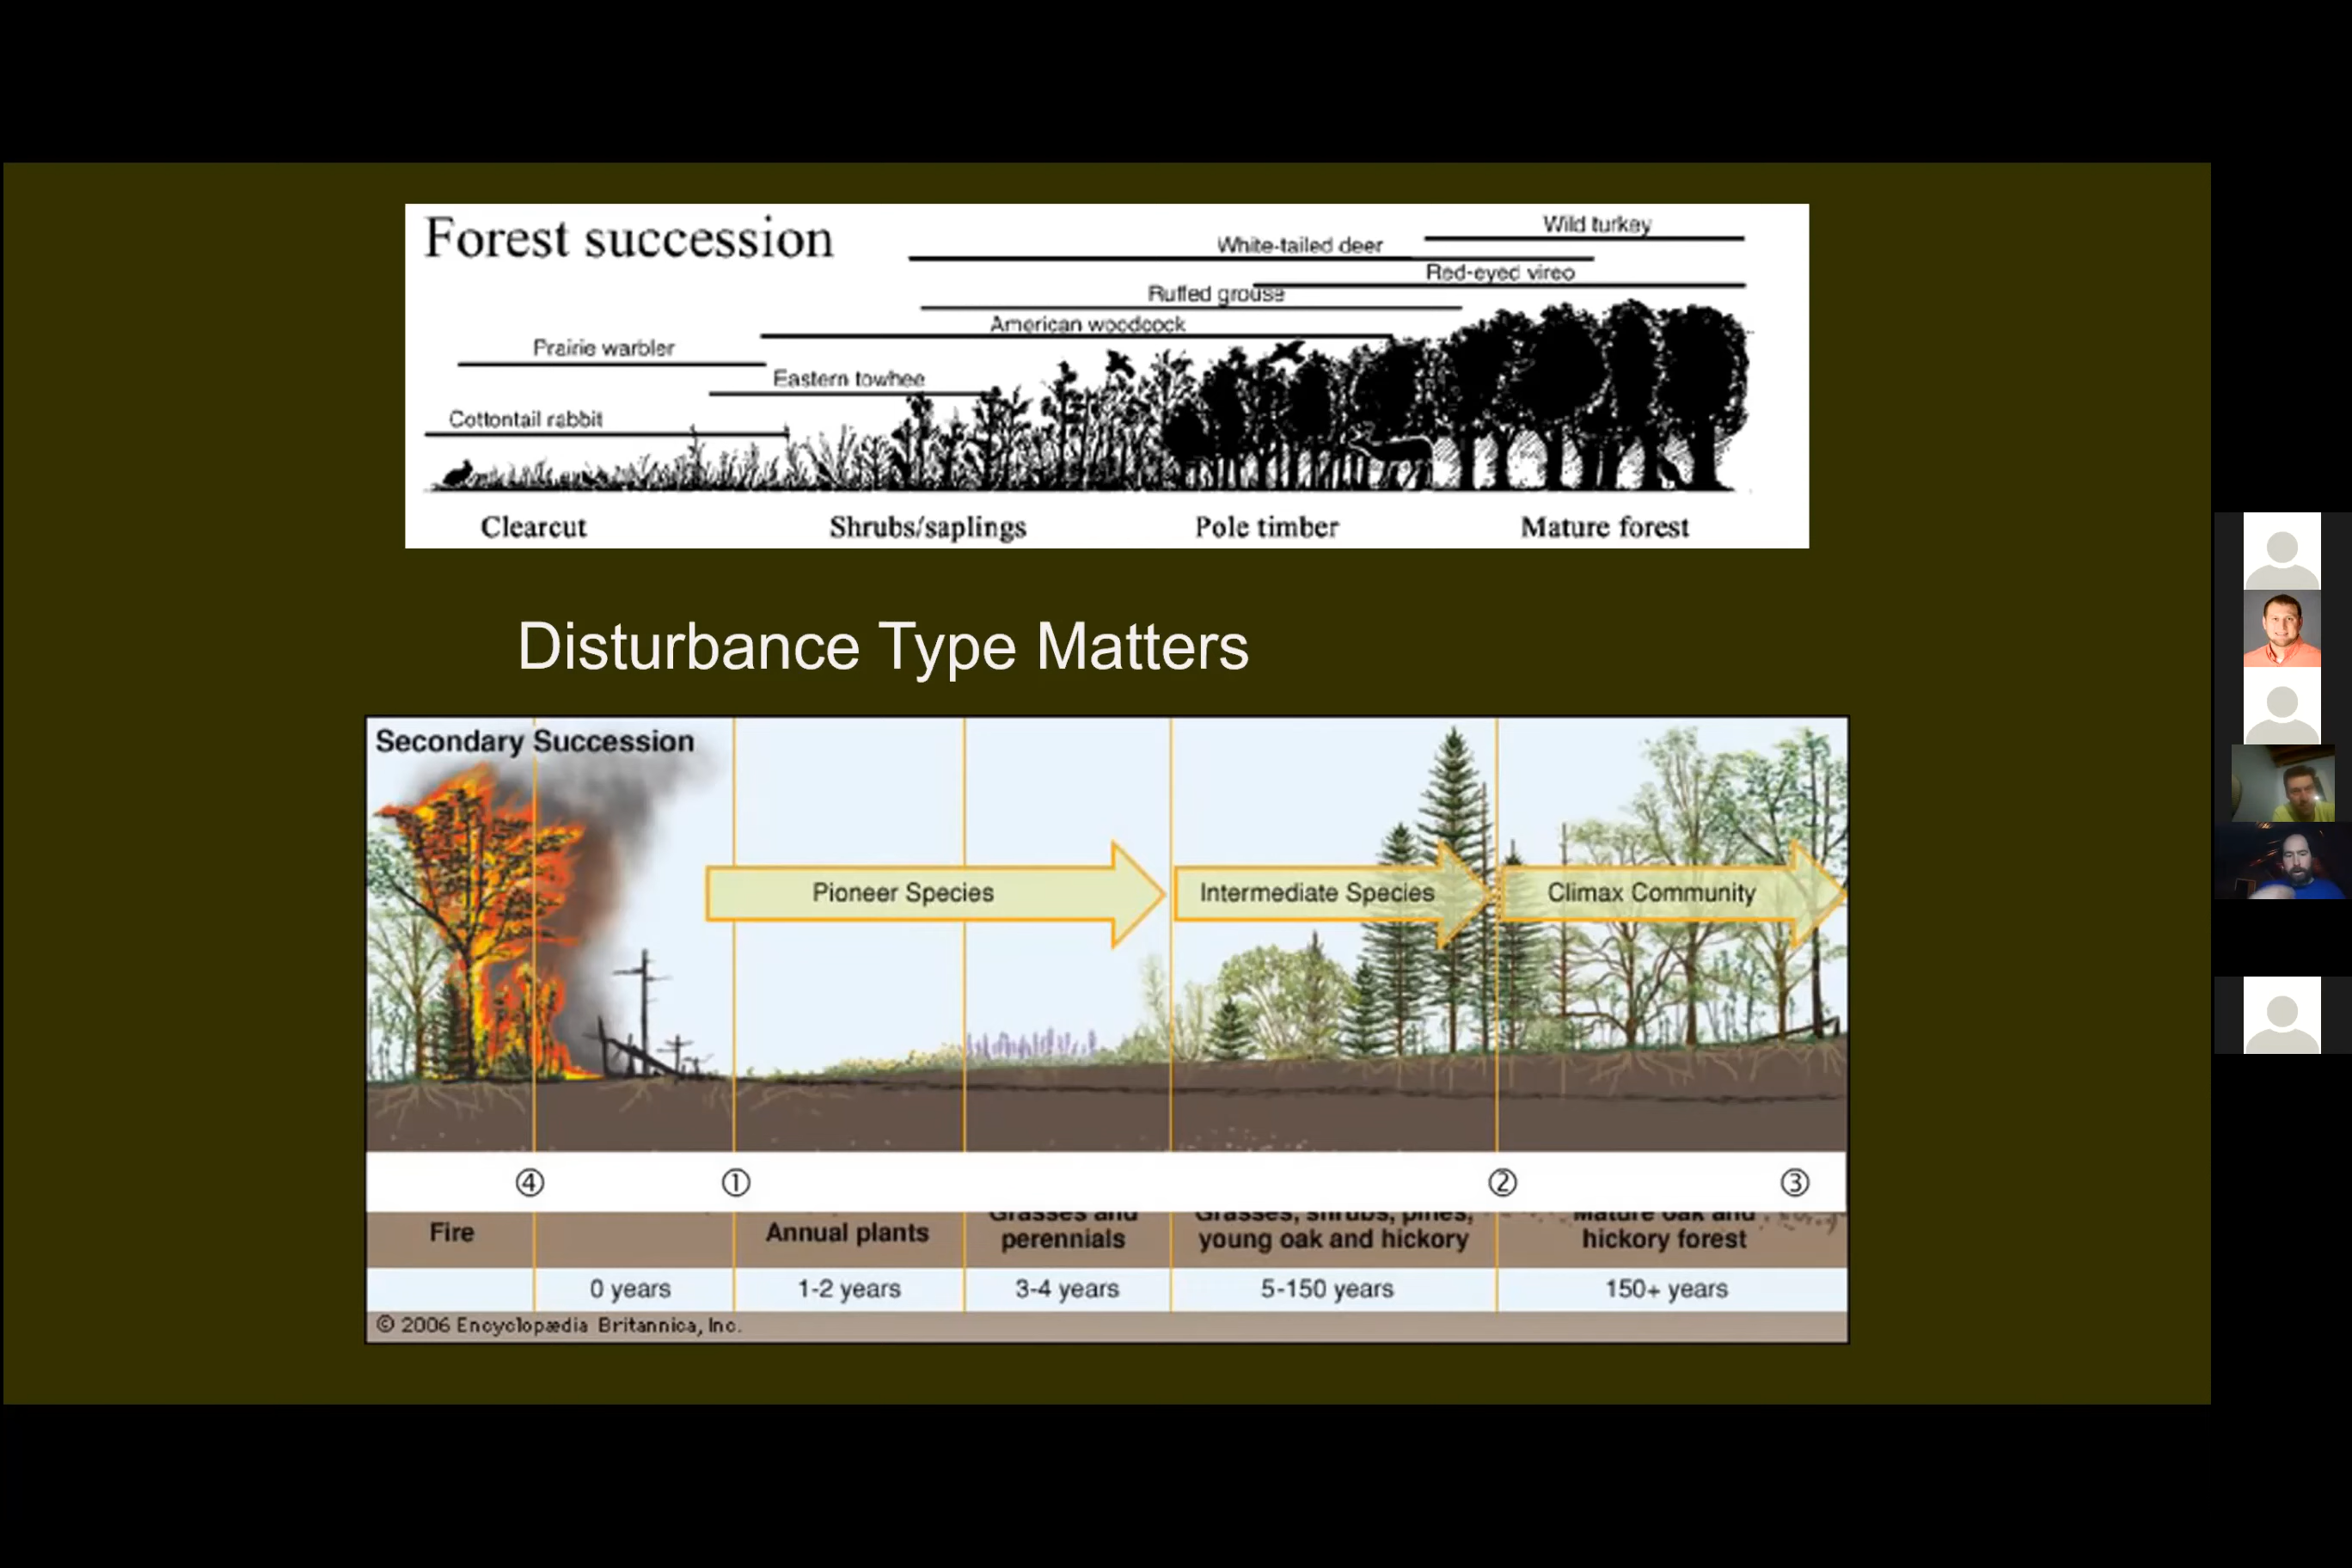 Forest succession
Wild turkey
White-tailed deer
Red-eyed vireo
Ruffed grouse
American woodcock
Prairie warbler
Eastern towhee
Cottontail rabbit
Clearcut
Shrubs/saplings
Pole timber
Mature forest
Disturbance Type Matters
Secondary Succession
Pioneer Species
Intermediate Species
Climax Community
④
①
②
③
Fire
Annual plants
Grasses and
perennials
Grasses, shrubs, pines,
young oak and hickory
Mature oak and
hickory forest
0 years
1-2 years
3-4 years
5-150 years
150+ years
© 2006 Encyclopædia Britannica, Inc.